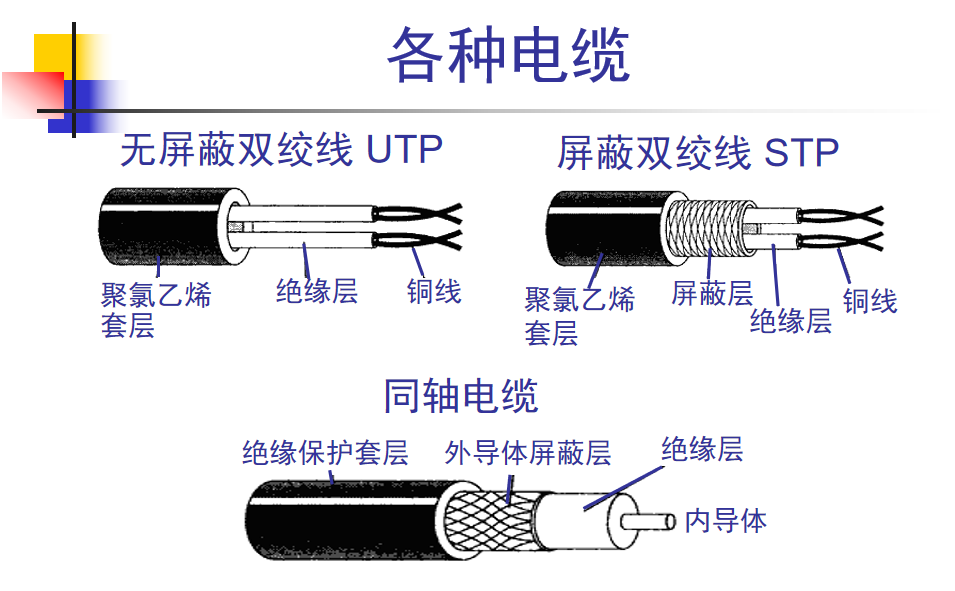 各种电缆
无屏蔽双绞线 UTP
屏蔽双绞线 STP
聚氯乙烯
套层
绝缘层
铜线
聚氯乙烯
套层
屏蔽层
绝缘层
铜线
同轴电缆
绝缘保护套层
外导体屏蔽层
绝缘层
内导体